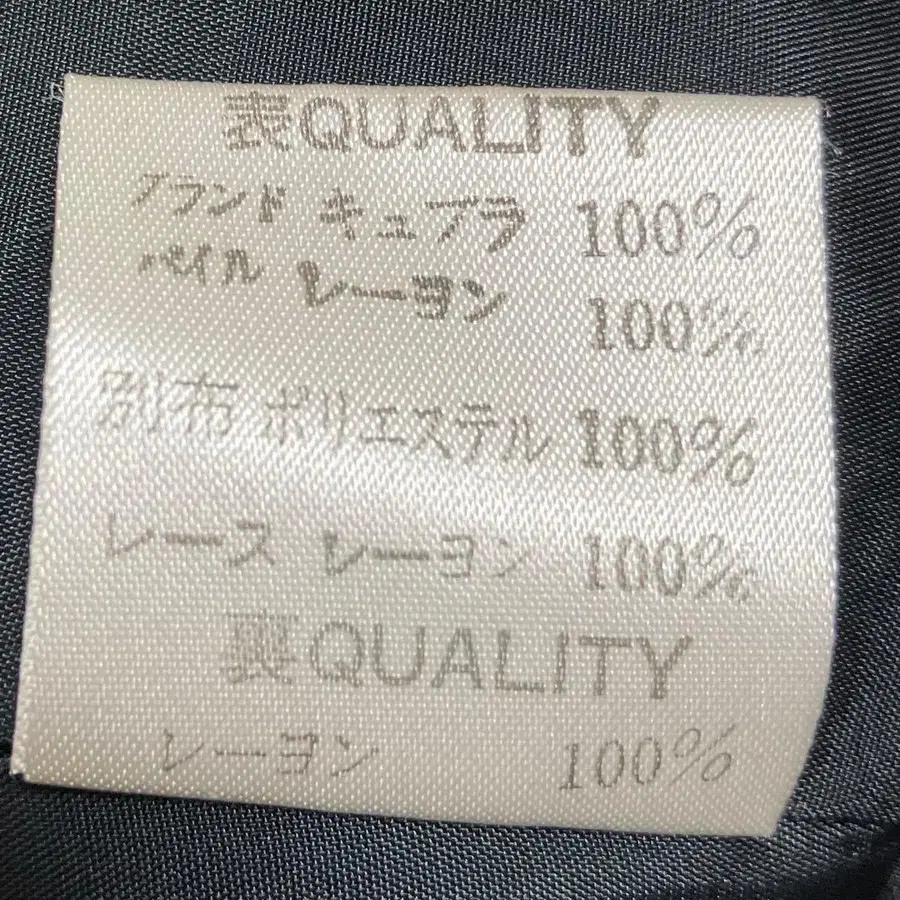 表QUALITY
ブランド キュプラ 100%
パイル レーヨン 100%
別布 ポリエステル 100%
レース レーヨン 100%
裏QUALITY
レーヨン 100%